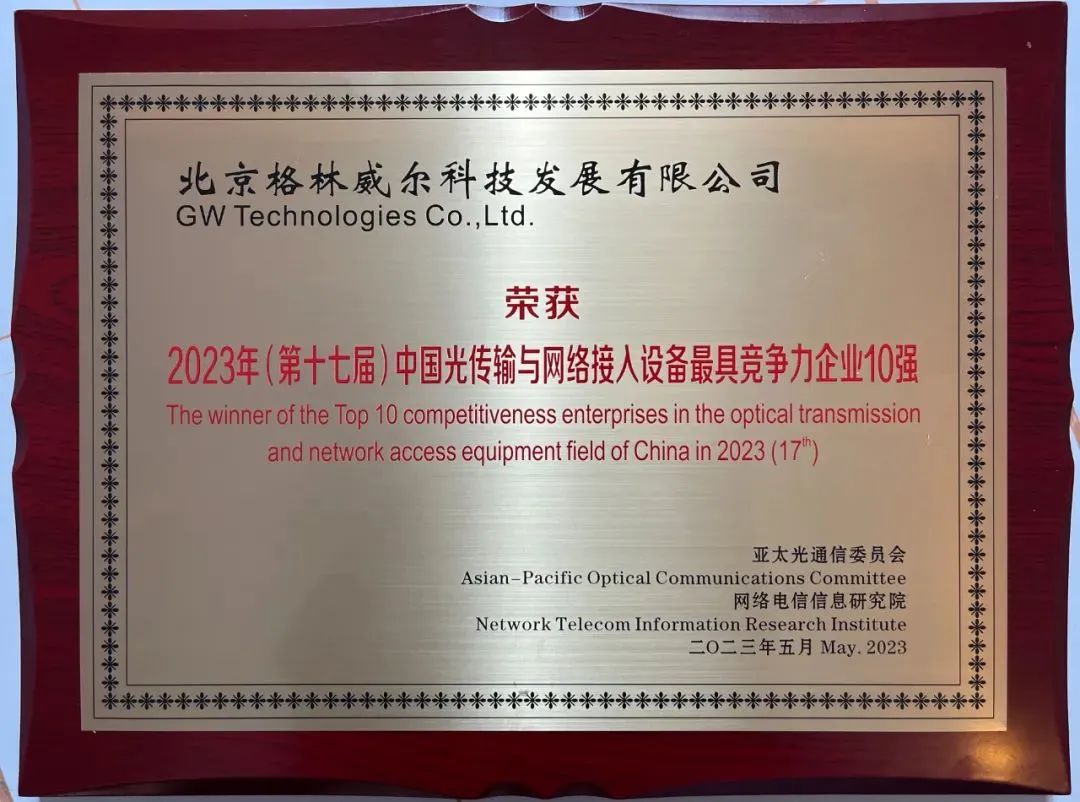 北京格林威尔科技发展有限公司
GW Technologies Co.,Ltd.
荣获
2023年(第十七届)中国光传输与网络接入设备最具竞争力企业10强
The winner of the Top 10 competitiveness enterprises in the optical transmission
and network access equipment field of China in 2023 (17th)
亚太光通信委员会
Asian-Pacific Optical Communications Committee
网络电信信息研究院
Network Telecom Information Research Institute
二〇二三年五月 May. 2023